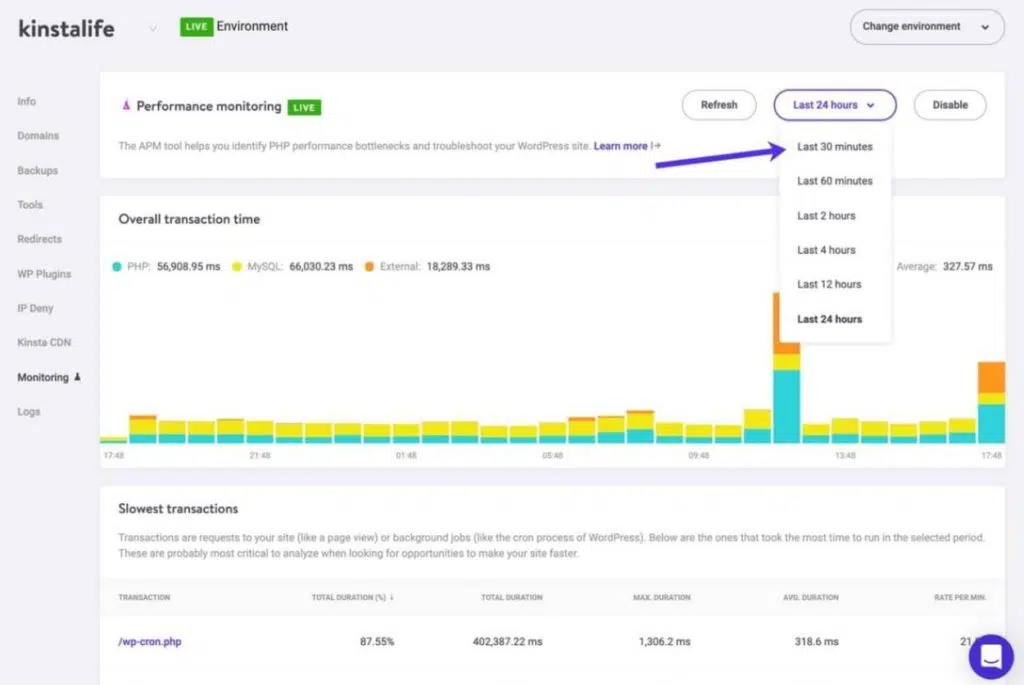 kinstalife
LIVE Environment
Change environment
Info
Domains
Backups
Tools
Redirects
WP Plugins
IP Deny
Kinsta CDN
Monitoring
Logs
Performance monitoring LIVE
Refresh
Last 24 hours
Disable
The APM tool helps you identify PHP performance bottlenecks and troubleshoot your WordPress site. Learn more
Last 30 minutes
Last 60 minutes
Last 2 hours
Last 4 hours
Last 12 hours
Last 24 hours
Overall transaction time
PHP: 56,908.95 ms MySQL: 66,030.23 ms External: 18,289.33 ms
Average: 327.57 ms
17:48 21:48 01:48 05:48 09:48 13:48 17:48
Slowest transactions
Transactions are requests to your site (like a page view) or background jobs (like the cron process of WordPress). Below are the ones that took the most time to run in the selected period.
These are probably most critical to analyze when looking for opportunities to make your site faster.
TRANSACTION TOTAL DURATION (%) ↓ TOTAL DURATION MAX. DURATION AVG. DURATION RATE PER MIN.
/wp-cron.php 87.55% 402,387.22 ms 1,306.2 ms 318.6 ms